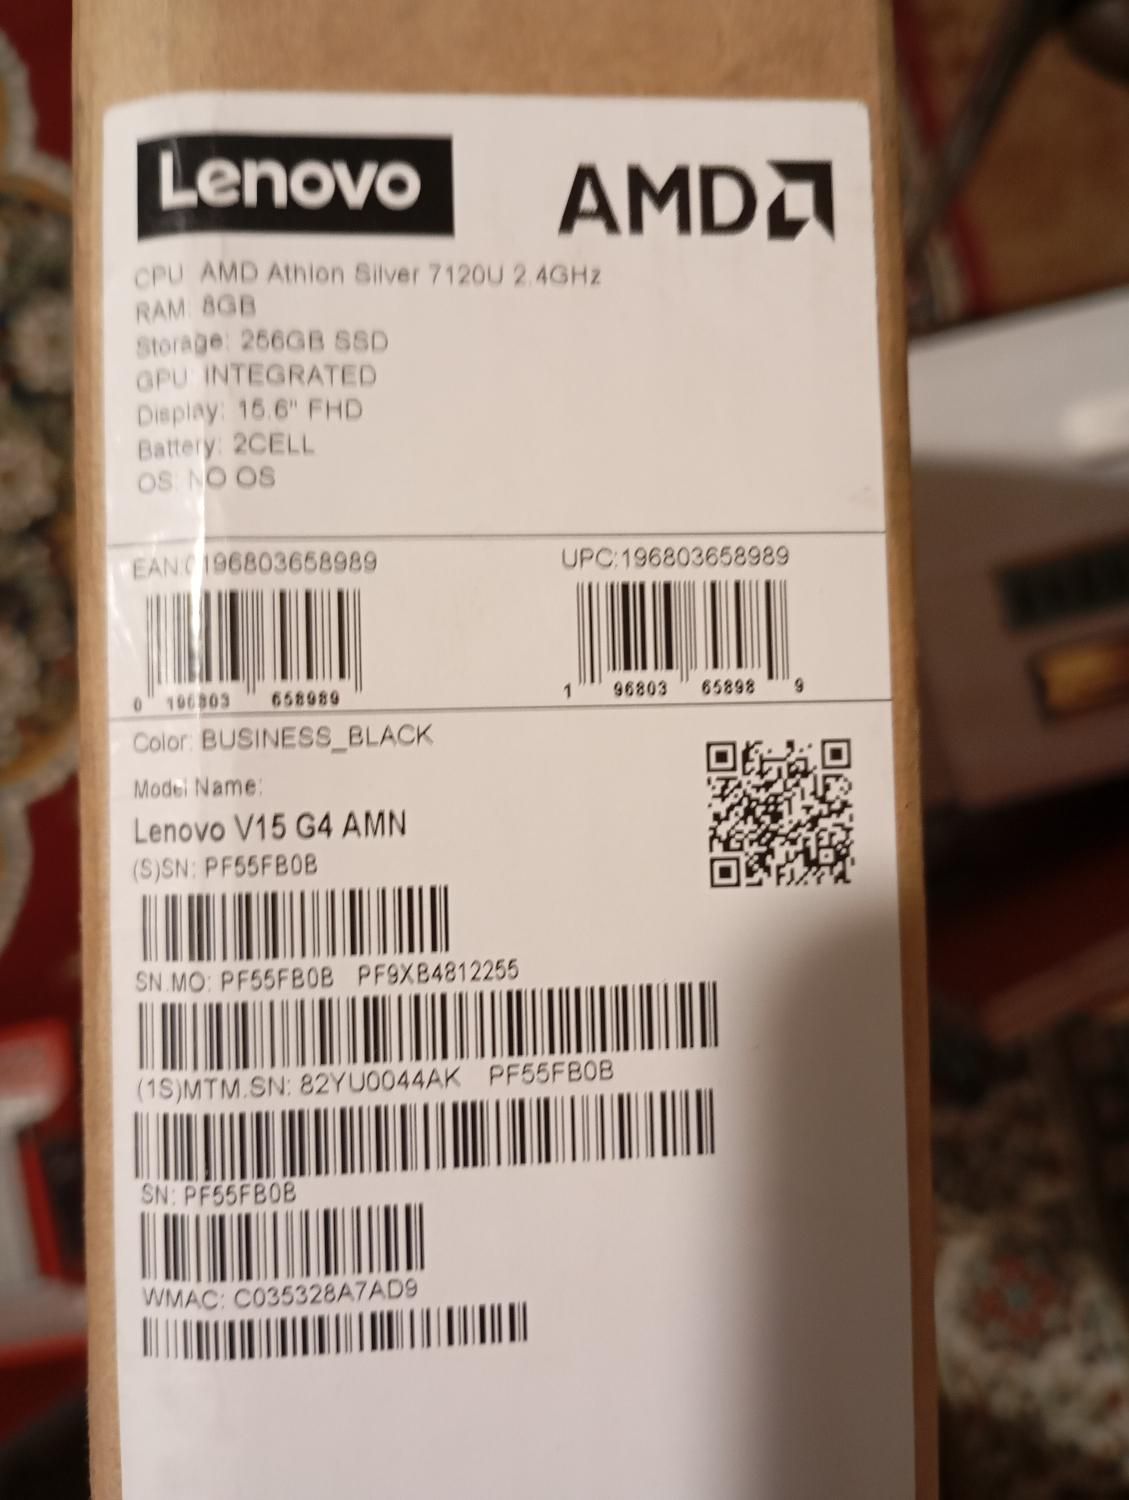 Lenovo
AMD
CPU: AMD Athlon Silver 7120U 2.4GHz
RAM: 8GB
Storage: 256GB SSD
GPU: INTEGRATED
Display: 15.6" FHD
Battery: 2CELL
OS: NO OS
EAN:0196803658989 UPC:196803658989
0 196803 658989 1 96803 65898 9
Color: BUSINESS_BLACK
Model Name:
Lenovo V15 G4 AMN
(S)SN: PF55FB0B
SN.MO: PF55FB0B PF9XB4812255
(1S)MTM.SN: 82YU0044AK PF55FB0B
SN: PF55FB0B
WMAC: C035328A7AD9